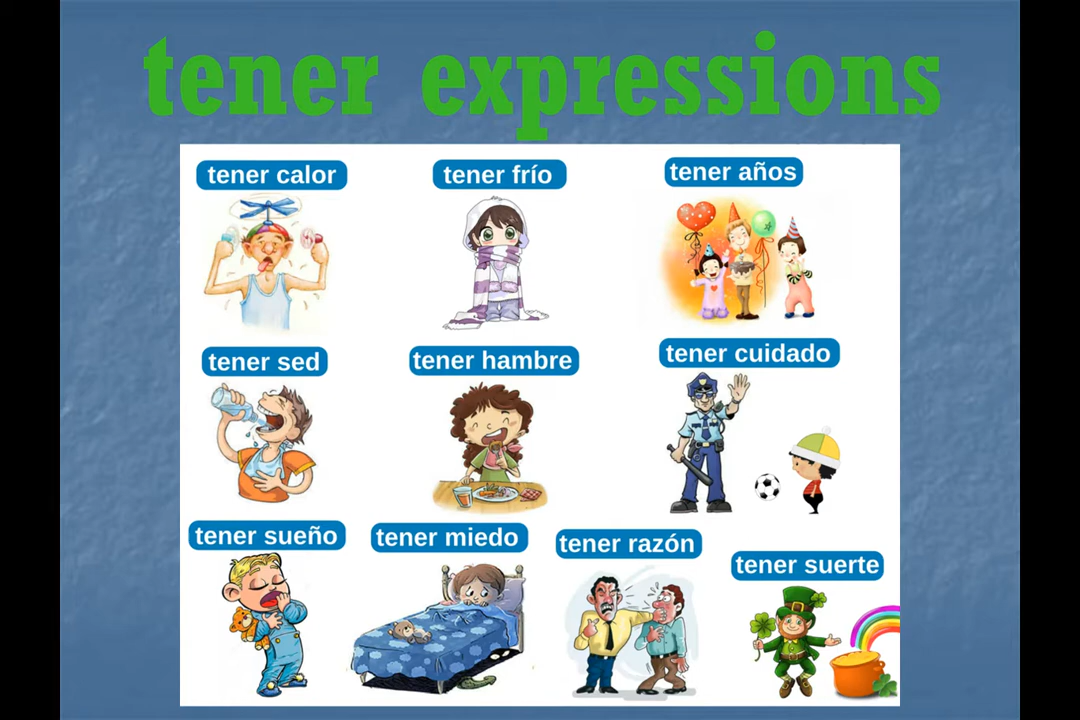 tener expressions
tener calor
tener frío
tener años
tener sed
tener hambre
tener cuidado
tener sueño
tener miedo
tener razón
tener suerte